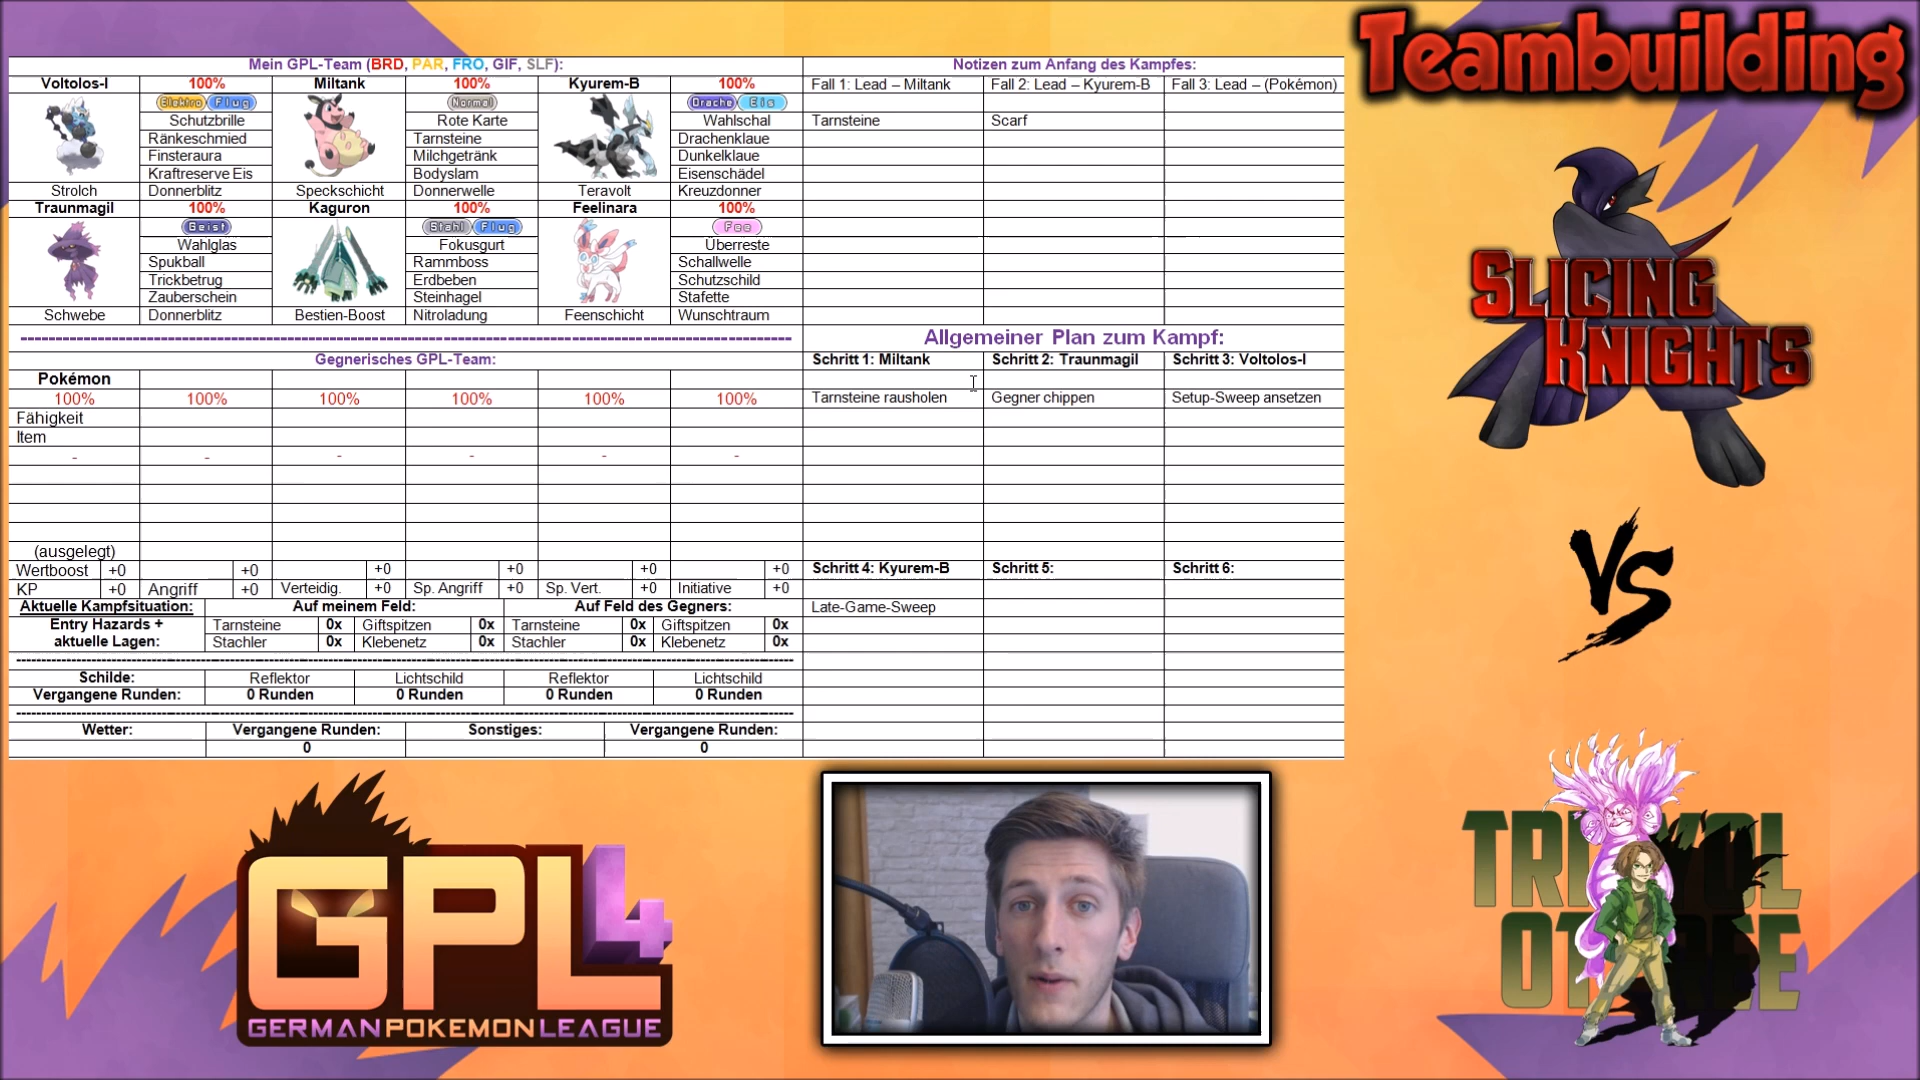 Teambuilding
Mein GPL-Team (BRD, PAR, FRO, GIF, SLF):
Voltolos-I 100% Miltank 100% Kyurem-B 100%
Elektro Flug Normal Drache Eis
Schutzbrille Rote Karte Wahlschal
Ränkeschmied Tarnsteine Drachenklaue
Finsteraura Milchgetränk Dunkelklaue
Kraftreserve Eis Bodyslam Eisenschädel
Strolch Donnerblitz Speckschicht Donnerwelle Teravolt Kreuzdonner
Traunmagil 100% Kaguron 100% Feelinara 100%
Geist Stahl Flug Fee
Wahlglas Fokusgurt Überreste
Spukball Rammboss Schallwelle
Trickbetrug Erdbeben Schutzschild
Zauberschein Steinhagel Stafette
Schwebe Donnerblitz Bestien-Boost Nitroladung Feenschicht Wunschtraum
Gegnerisches GPL-Team:
Pokémon
100% 100% 100% 100% 100% 100%
Fähigkeit
Item
- - - - - -
(ausgelegt)
Wertboost +0 +0 +0 +0 +0 +0
KP +0 Angriff +0 Verteidig. +0 Sp. Angriff +0 Sp. Vert. +0 Initiative +0
Aktuelle Kampfsituation: Auf meinem Feld: Auf Feld des Gegners:
Entry Hazards + Tarnsteine 0x Giftspitzen 0x Tarnsteine 0x Giftspitzen 0x
aktuelle Lagen: Stachler 0x Klebenetz 0x Stachler 0x Klebenetz 0x
Schilde: Reflektor Lichtschild Reflektor Lichtschild
Vergangene Runden: 0 Runden 0 Runden 0 Runden 0 Runden
Wetter: Vergangene Runden: Sonstiges: Vergangene Runden:
0 0
Notizen zum Anfang des Kampfes:
Fall 1: Lead – Miltank Fall 2: Lead – Kyurem-B Fall 3: Lead – (Pokémon)
Tarnsteine Scarf
Allgemeiner Plan zum Kampf:
Schritt 1: Miltank Schritt 2: Traunmagil Schritt 3: Voltolos-I
Tarnsteine rausholen Gegner chippen Setup-Sweep ansetzen
Schritt 4: Kyurem-B Schritt 5: Schritt 6:
Late-Game-Sweep
SLICING
KNIGHTS
VS
GPL4
GERMAN POKEMON LEAGUE